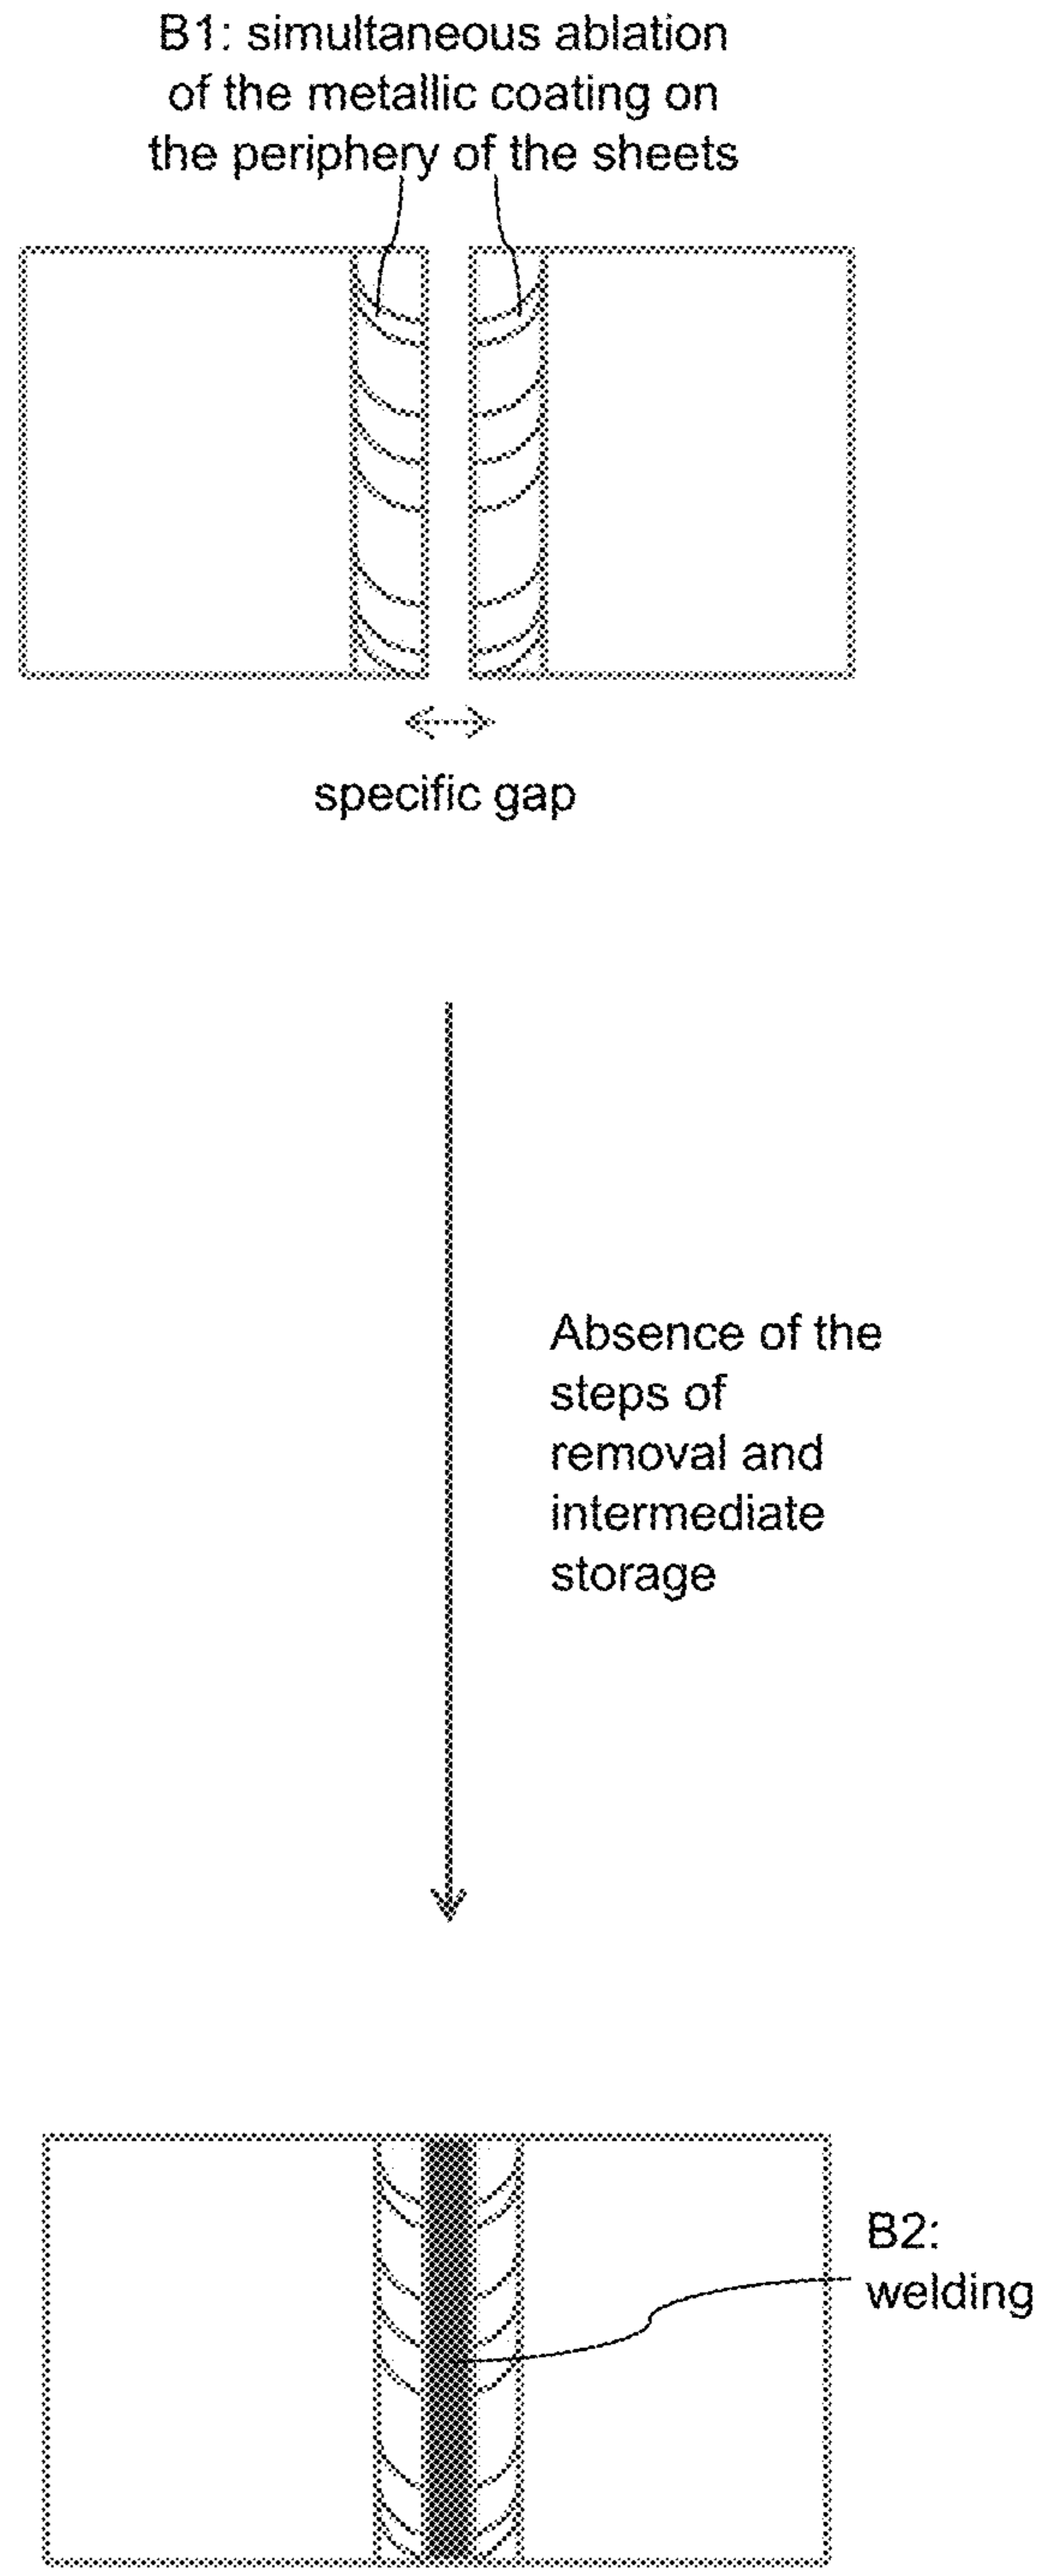 B1: simultaneous ablation
of the metallic coating on
the periphery of the sheets
specific gap
Absence of the
steps of
removal and
intermediate
storage
B2:
welding